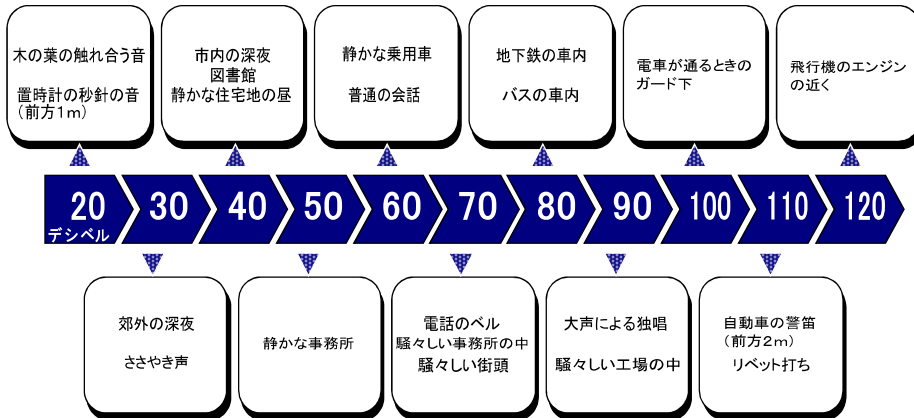 木の葉の触れ合う音
置時計の秒針の音
(前方1m)
市内の深夜
図書館
静かな住宅地の昼
静かな乗用車
普通の会話
地下鉄の車内
バスの車内
電車が通るときの
ガード下
飛行機のエンジン
の近く
20 30 40 50 60 70 80 90 100 110 120
デシベル
郊外の深夜
ささやき声
静かな事務所
電話のベル
騒々しい事務所の中
騒々しい街頭
大声による独唱
騒々しい工場の中
自動車の警笛
(前方2m)
リベット打ち